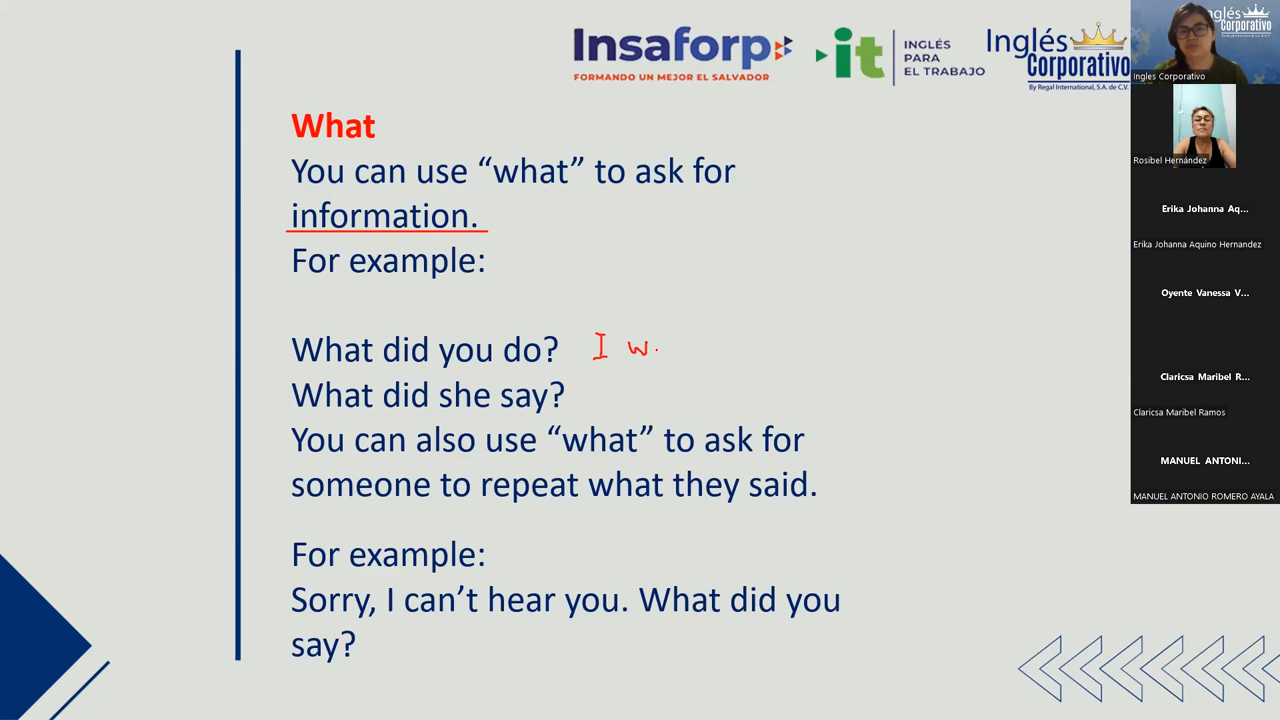 Insaforp
FORMANDO UN MEJOR EL SALVADOR
it
INGLÉS
PARA
EL TRABAJO
Inglés
Corporativo
By Regal International, S.A. de C.V.
What
You can use “what” to ask for
information.
For example:
What did you do? I w
What did she say?
You can also use “what” to ask for
someone to repeat what they said.
For example:
Sorry, I can’t hear you. What did you
say?
Corporativo
Ingles Corporativo
Rosibel Hernández
Erika Johanna Aq...
Erika Johanna Aquino Hernandez
Oyente Vanessa V...
Claricsa Maribel R...
Claricsa Maribel Ramos
MANUEL ANTONI...
MANUEL ANTONIO ROMERO AYALA